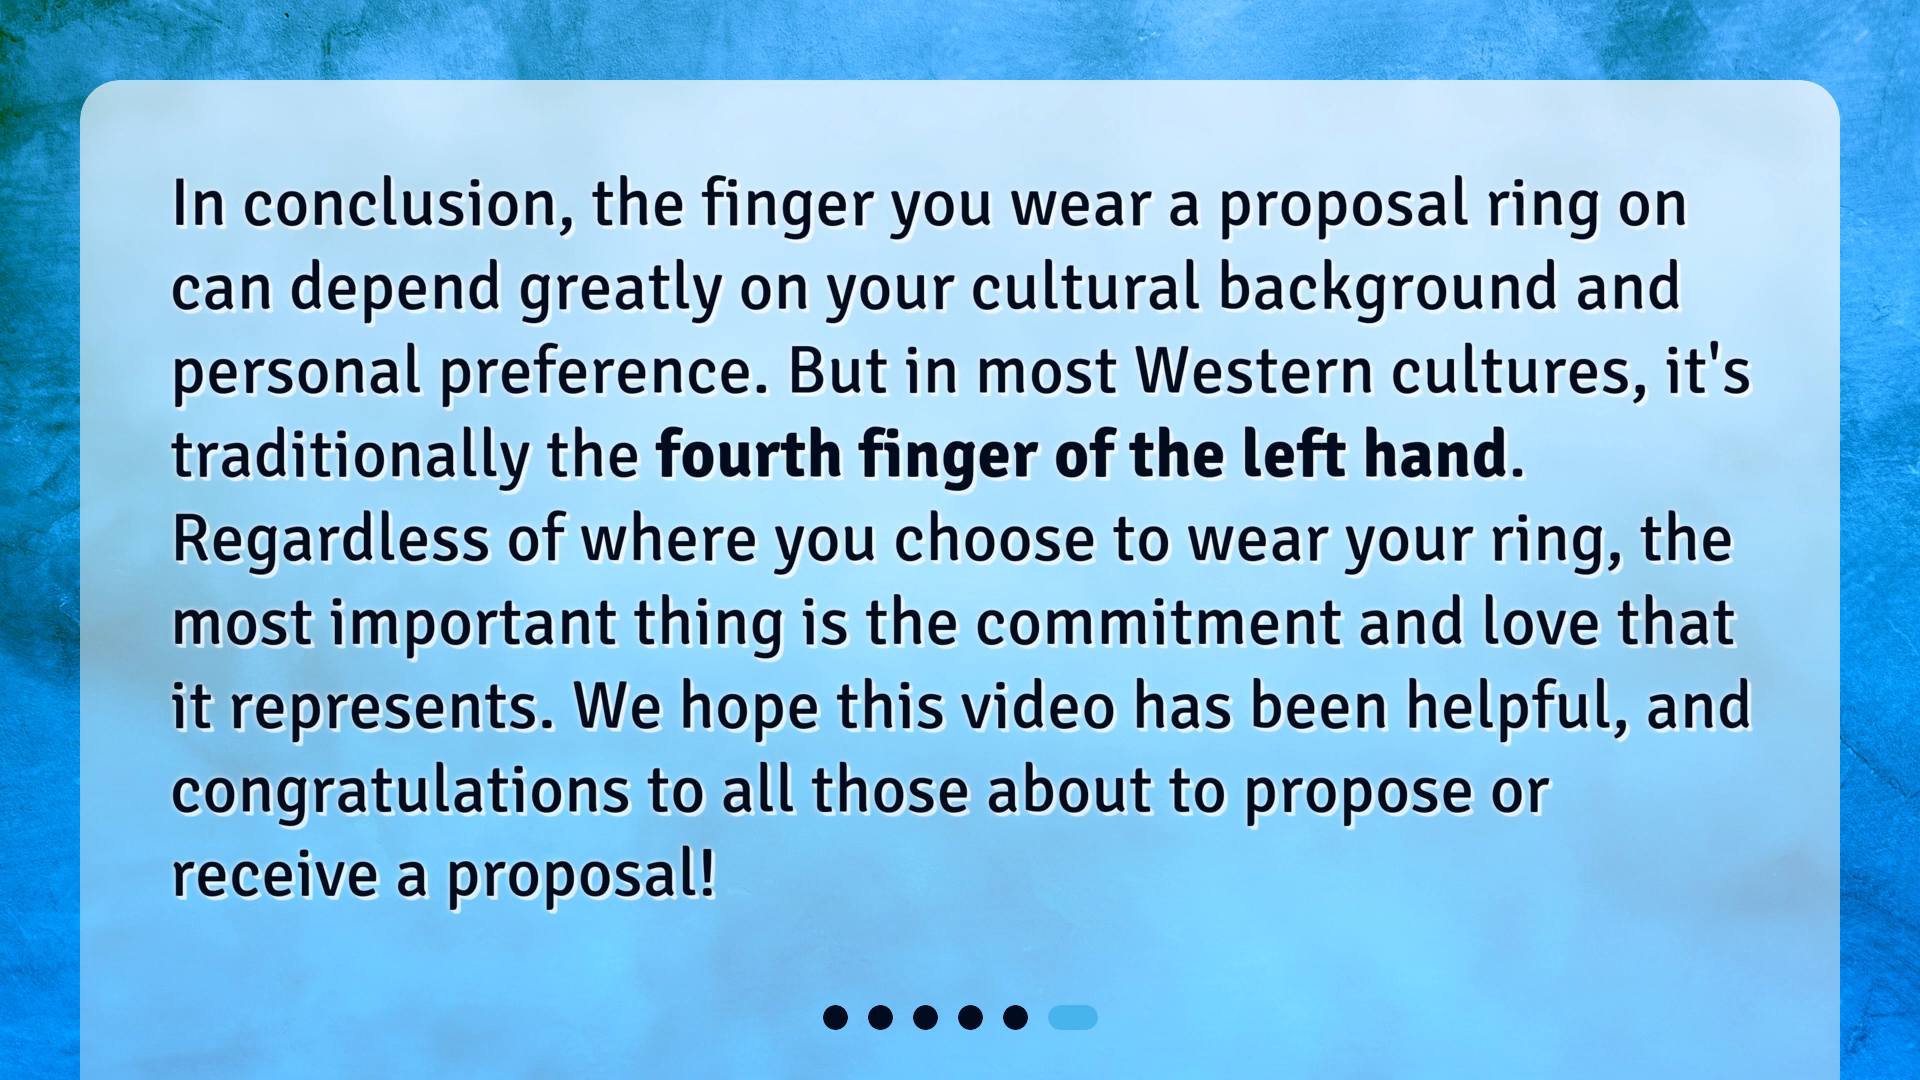 In conclusion, the finger you wear a proposal ring on
can depend greatly on your cultural background and
personal preference. But in most Western cultures, it's
traditionally the fourth finger of the left hand.
Regardless of where you choose to wear your ring, the
most important thing is the commitment and love that
it represents. We hope this video has been helpful, and
congratulations to all those about to propose or
receive a proposal!